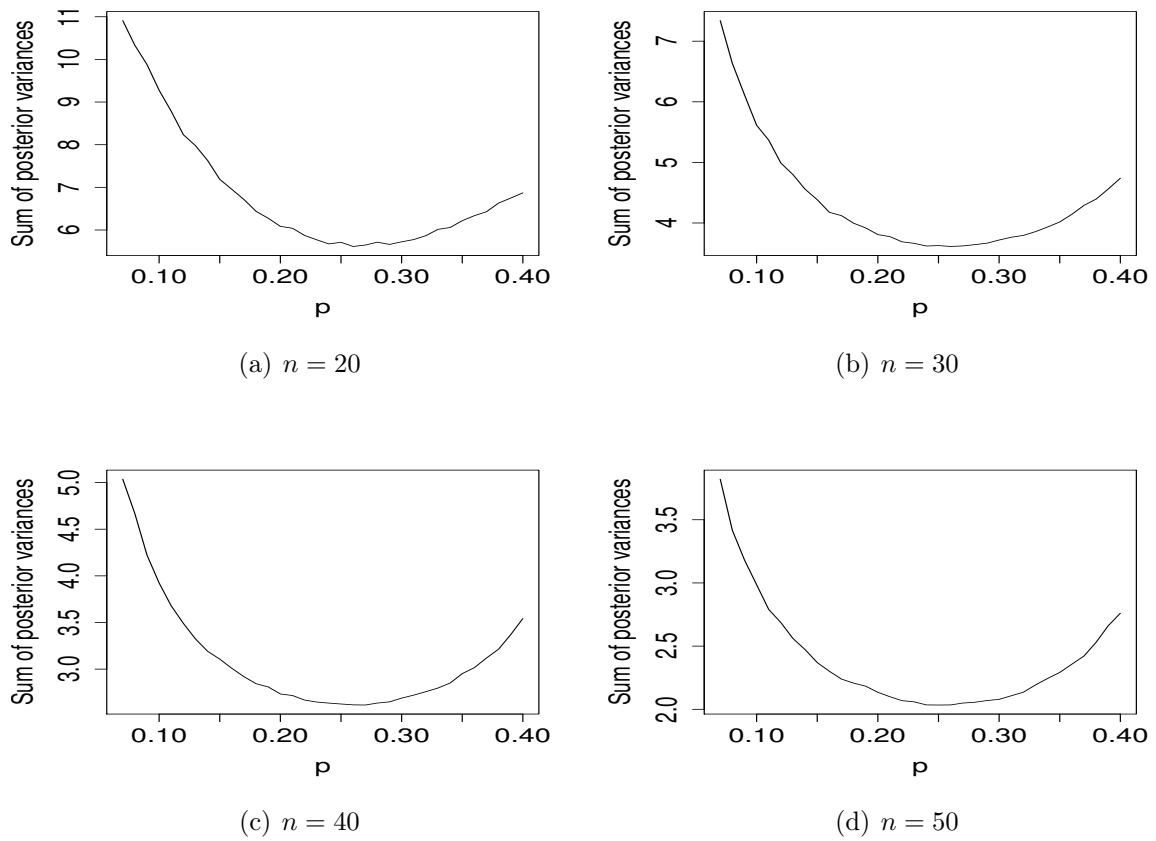 Sum of posterior variances
11
10
9
8
7
6
0.10 0.20 0.30 0.40
p
(a) n = 20
Sum of posterior variances
7
6
5
4
0.10 0.20 0.30 0.40
p
(b) n = 30
Sum of posterior variances
5.0
4.5
4.0
3.5
3.0
0.10 0.20 0.30 0.40
p
(c) n = 40
Sum of posterior variances
3.5
3.0
2.5
2.0
0.10 0.20 0.30 0.40
p
(d) n = 50